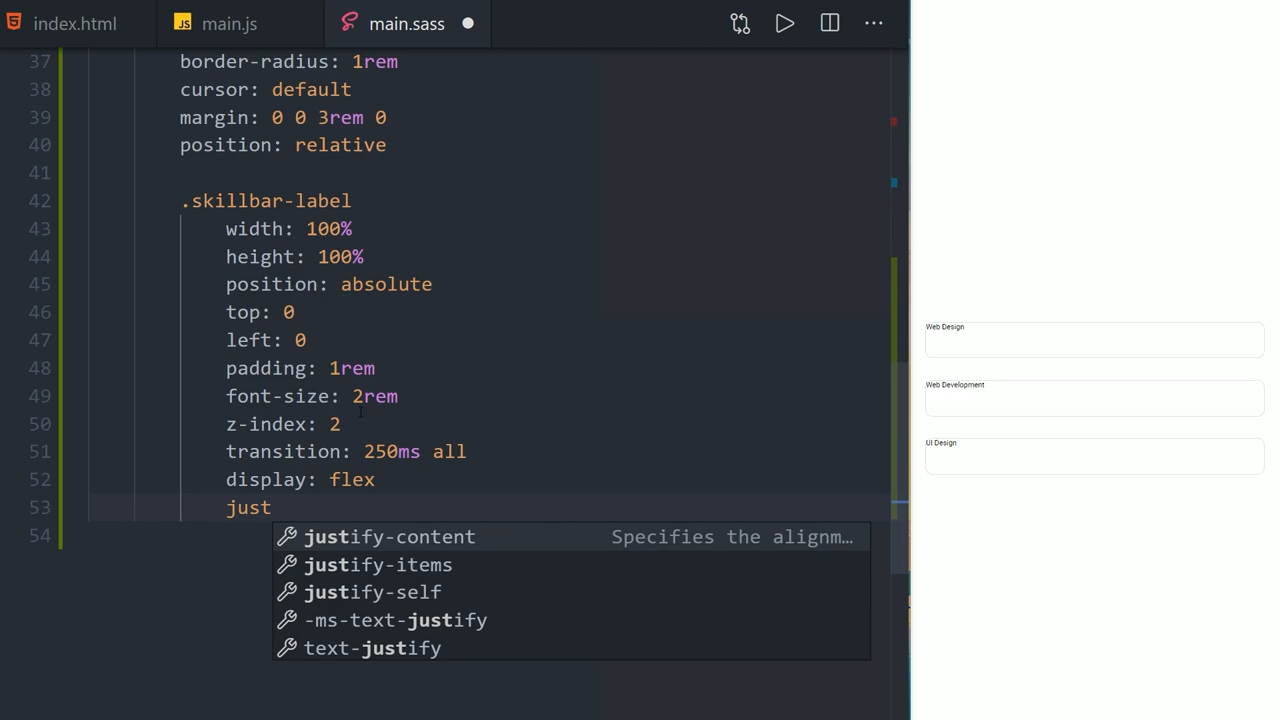 index.html
JS main.js
main.sass
37 border-radius: 1rem
38 cursor: default
39 margin: 0 0 3rem 0
40 position: relative
41
42 .skillbar-label
43 width: 100%
44 height: 100%
45 position: absolute
46 top: 0
47 left: 0
48 padding: 1rem
49 font-size: 2rem
50 z-index: 2
51 transition: 250ms all
52 display: flex
53 just
54
justify-content Specifies the alignm…
justify-items
justify-self
-ms-text-justify
text-justify
Web Design
Web Development
UI Design